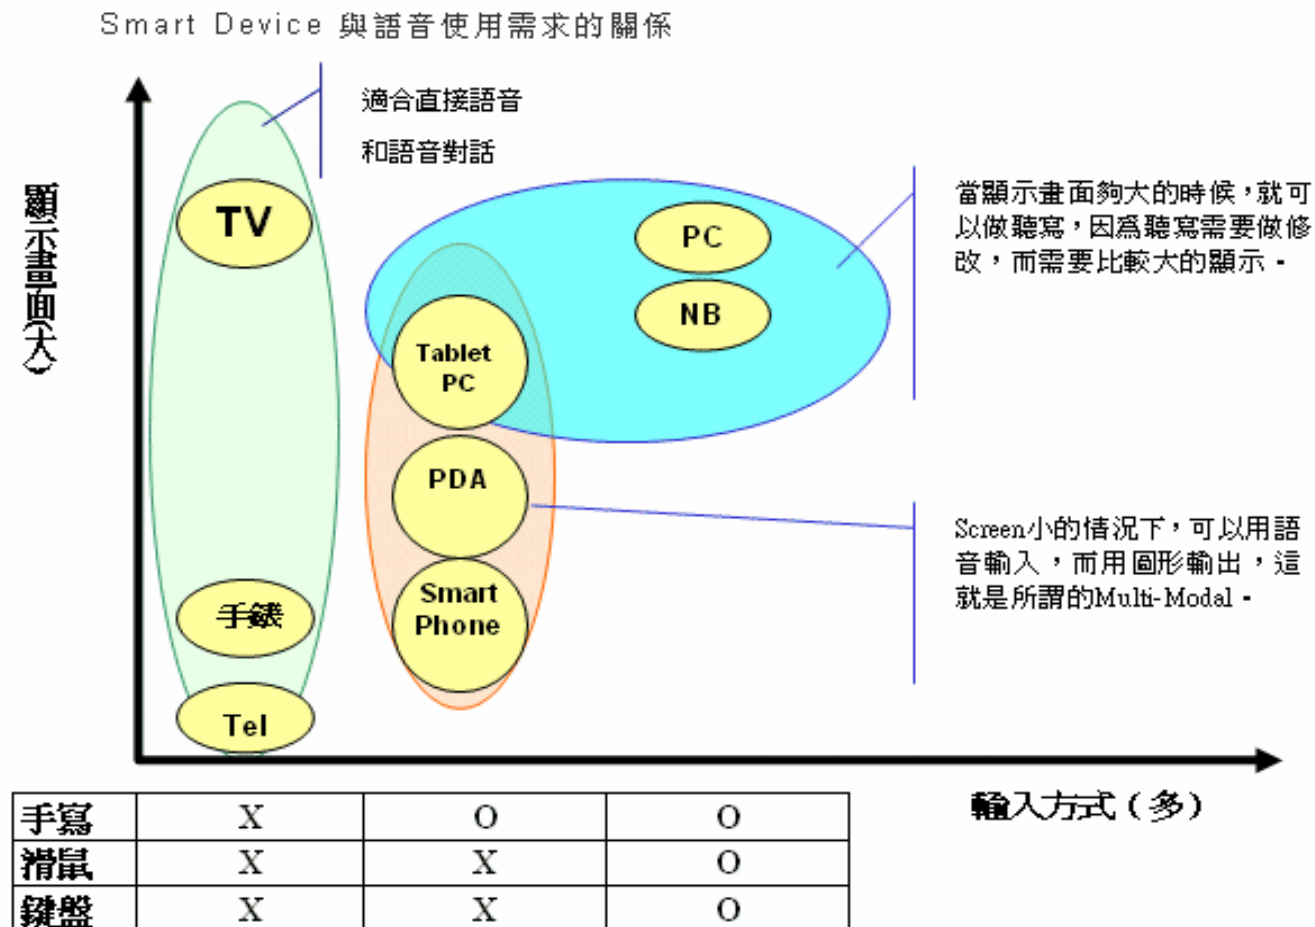 Smart Device 與語音使用需求的關係
適合直接語音
和語音對話
顯示畫面(大)
TV
PC
NB
Tablet
PC
PDA
Smart
Phone
手錶
Tel
當顯示畫面夠大的時候，就可
以做聽寫，因為聽寫需要做修
改，而需要比較大的顯示。
Screen小的情況下，可以用語
音輸入，而用圖形輸出，這
就是所謂的Multi-Modal。
輸入方式（多）
手寫 X O O
滑鼠 X X O
鍵盤 X X O